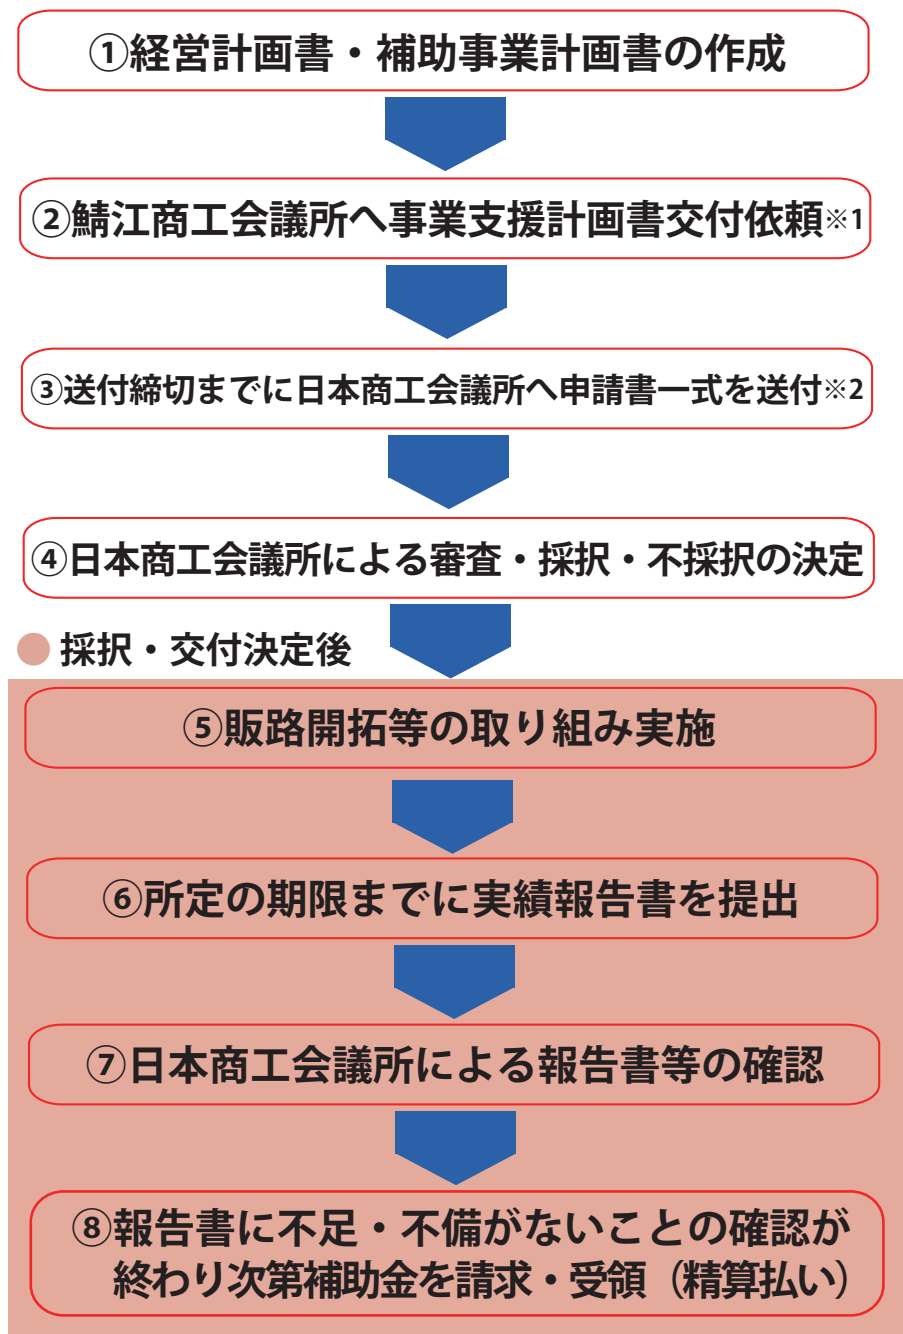 ①経営計画書・補助事業計画書の作成
②鯖江商工会議所へ事業支援計画書交付依頼※1
③送付締切までに日本商工会議所へ申請書一式を送付※2
④日本商工会議所による審査・採択・不採択の決定
● 採択・交付決定後
⑤販路開拓等の取り組み実施
⑥所定の期限までに実績報告書を提出
⑦日本商工会議所による報告書等の確認
⑧報告書に不足・不備がないことの確認が
終わり次第補助金を請求・受領（精算払い）